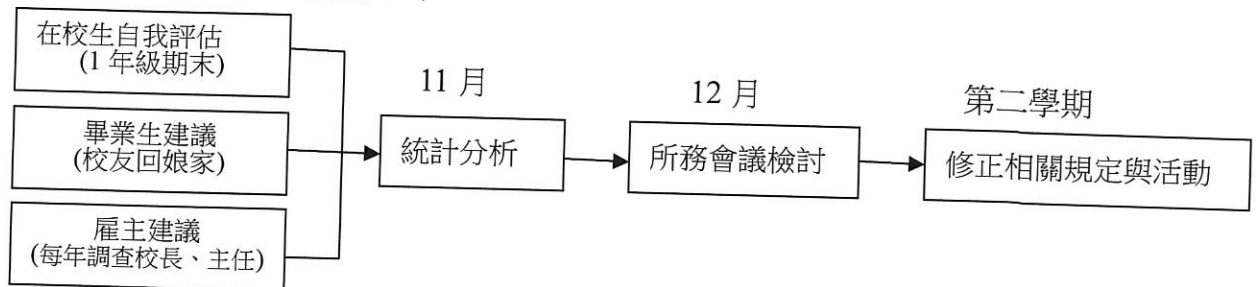 在校生自我評估
(1 年級期末)
畢業生建議
(校友回娘家)
雇主建議
(每年調查校長、主任)
11 月
統計分析
12 月
所務會議檢討
第二學期
修正相關規定與活動